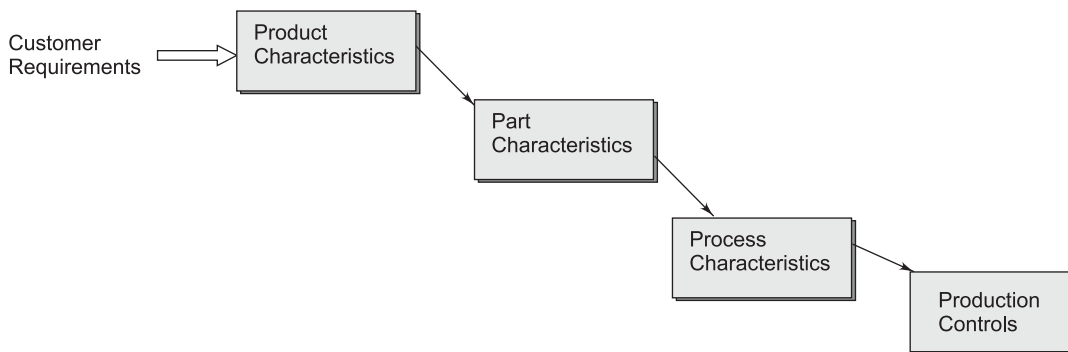 Customer
Requirements
Product
Characteristics
Part
Characteristics
Process
Characteristics
Production
Controls